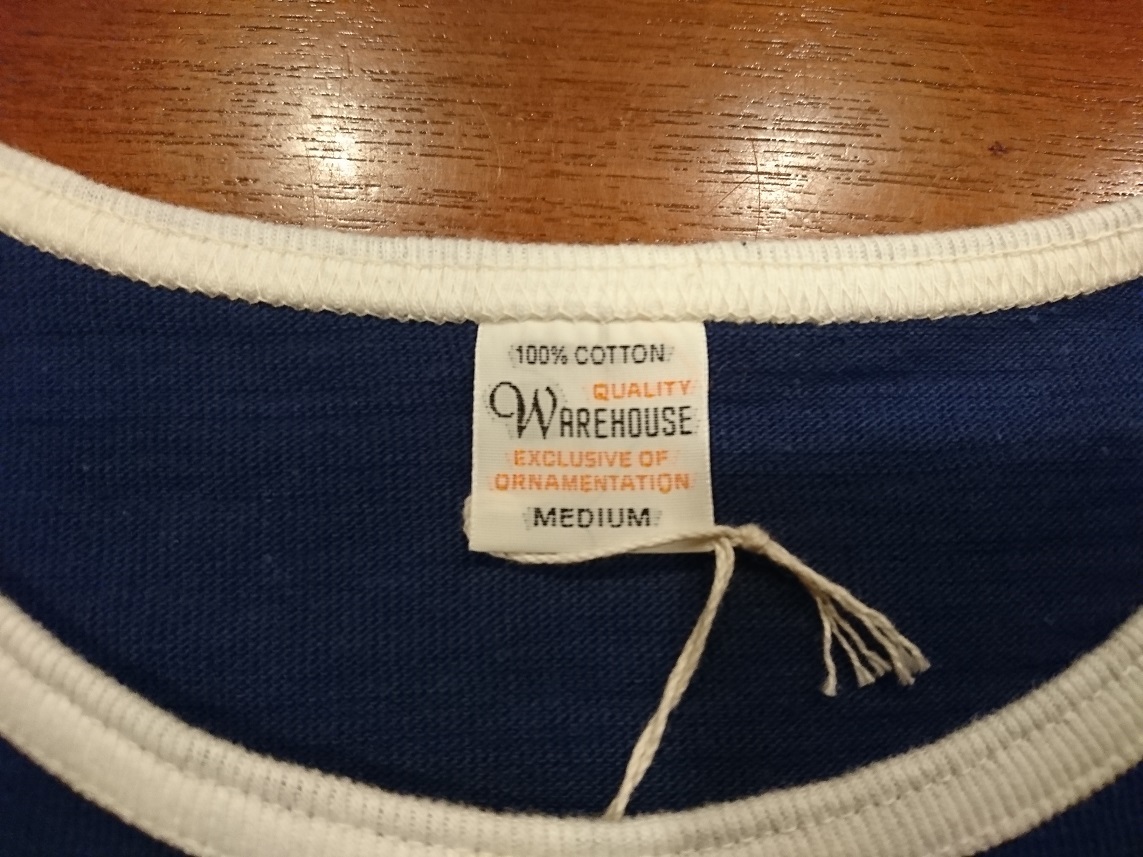 100% COTTON
QUALITY
WAREHOUSE
EXCLUSIVE OF
ORNAMENTATION
MEDIUM